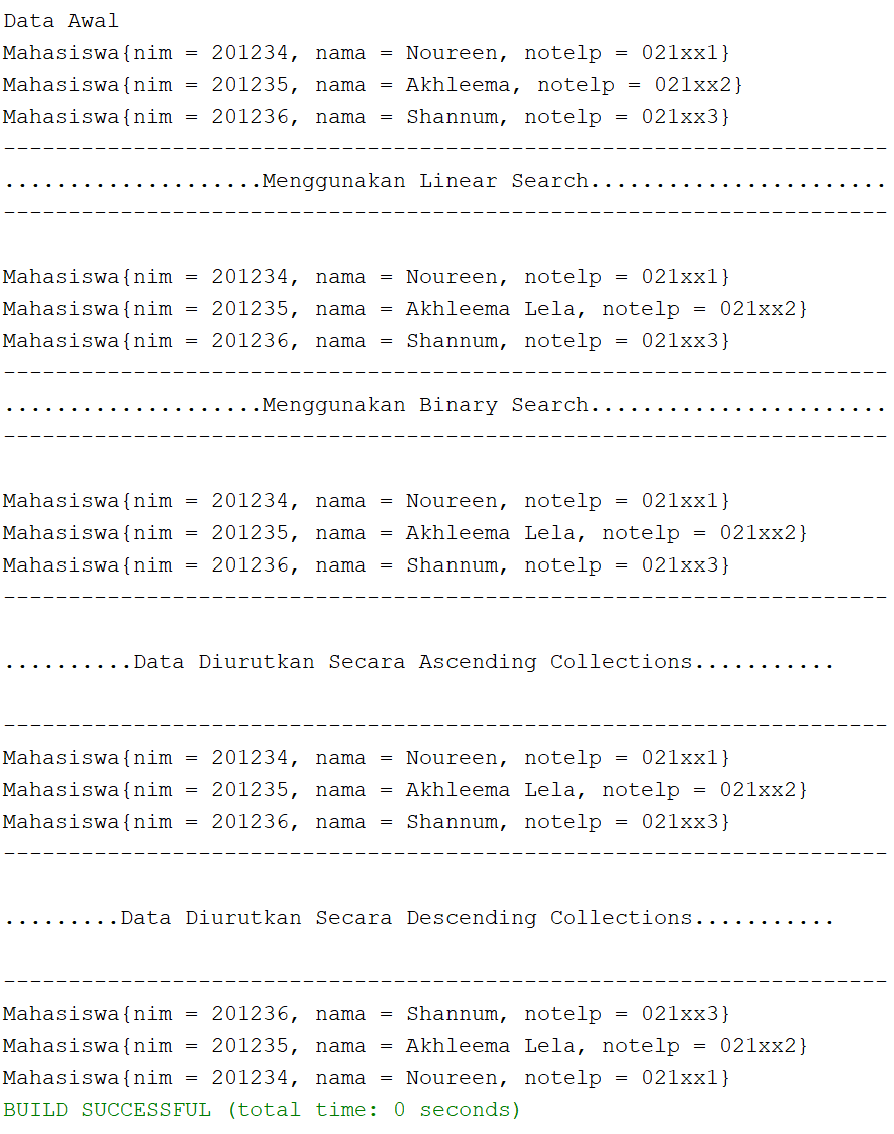 Data Awal
Mahasiswa{nim = 201234, nama = Noureen, notelp = 021xx1}
Mahasiswa{nim = 201235, nama = Akhleema, notelp = 021xx2}
Mahasiswa{nim = 201236, nama = Shannum, notelp = 021xx3}
--------------------------------------------------------------------
....................Menggunakan Linear Search.......................
--------------------------------------------------------------------
Mahasiswa{nim = 201234, nama = Noureen, notelp = 021xx1}
Mahasiswa{nim = 201235, nama = Akhleema Lela, notelp = 021xx2}
Mahasiswa{nim = 201236, nama = Shannum, notelp = 021xx3}
--------------------------------------------------------------------
....................Menggunakan Binary Search.......................
--------------------------------------------------------------------
Mahasiswa{nim = 201234, nama = Noureen, notelp = 021xx1}
Mahasiswa{nim = 201235, nama = Akhleema Lela, notelp = 021xx2}
Mahasiswa{nim = 201236, nama = Shannum, notelp = 021xx3}
--------------------------------------------------------------------
..........Data Diurutkan Secara Ascending Collections...........
--------------------------------------------------------------------
Mahasiswa{nim = 201234, nama = Noureen, notelp = 021xx1}
Mahasiswa{nim = 201235, nama = Akhleema Lela, notelp = 021xx2}
Mahasiswa{nim = 201236, nama = Shannum, notelp = 021xx3}
--------------------------------------------------------------------
.........Data Diurutkan Secara Descending Collections...........
--------------------------------------------------------------------
Mahasiswa{nim = 201236, nama = Shannum, notelp = 021xx3}
Mahasiswa{nim = 201235, nama = Akhleema Lela, notelp = 021xx2}
Mahasiswa{nim = 201234, nama = Noureen, notelp = 021xx1}
BUILD SUCCESSFUL (total time: 0 seconds)